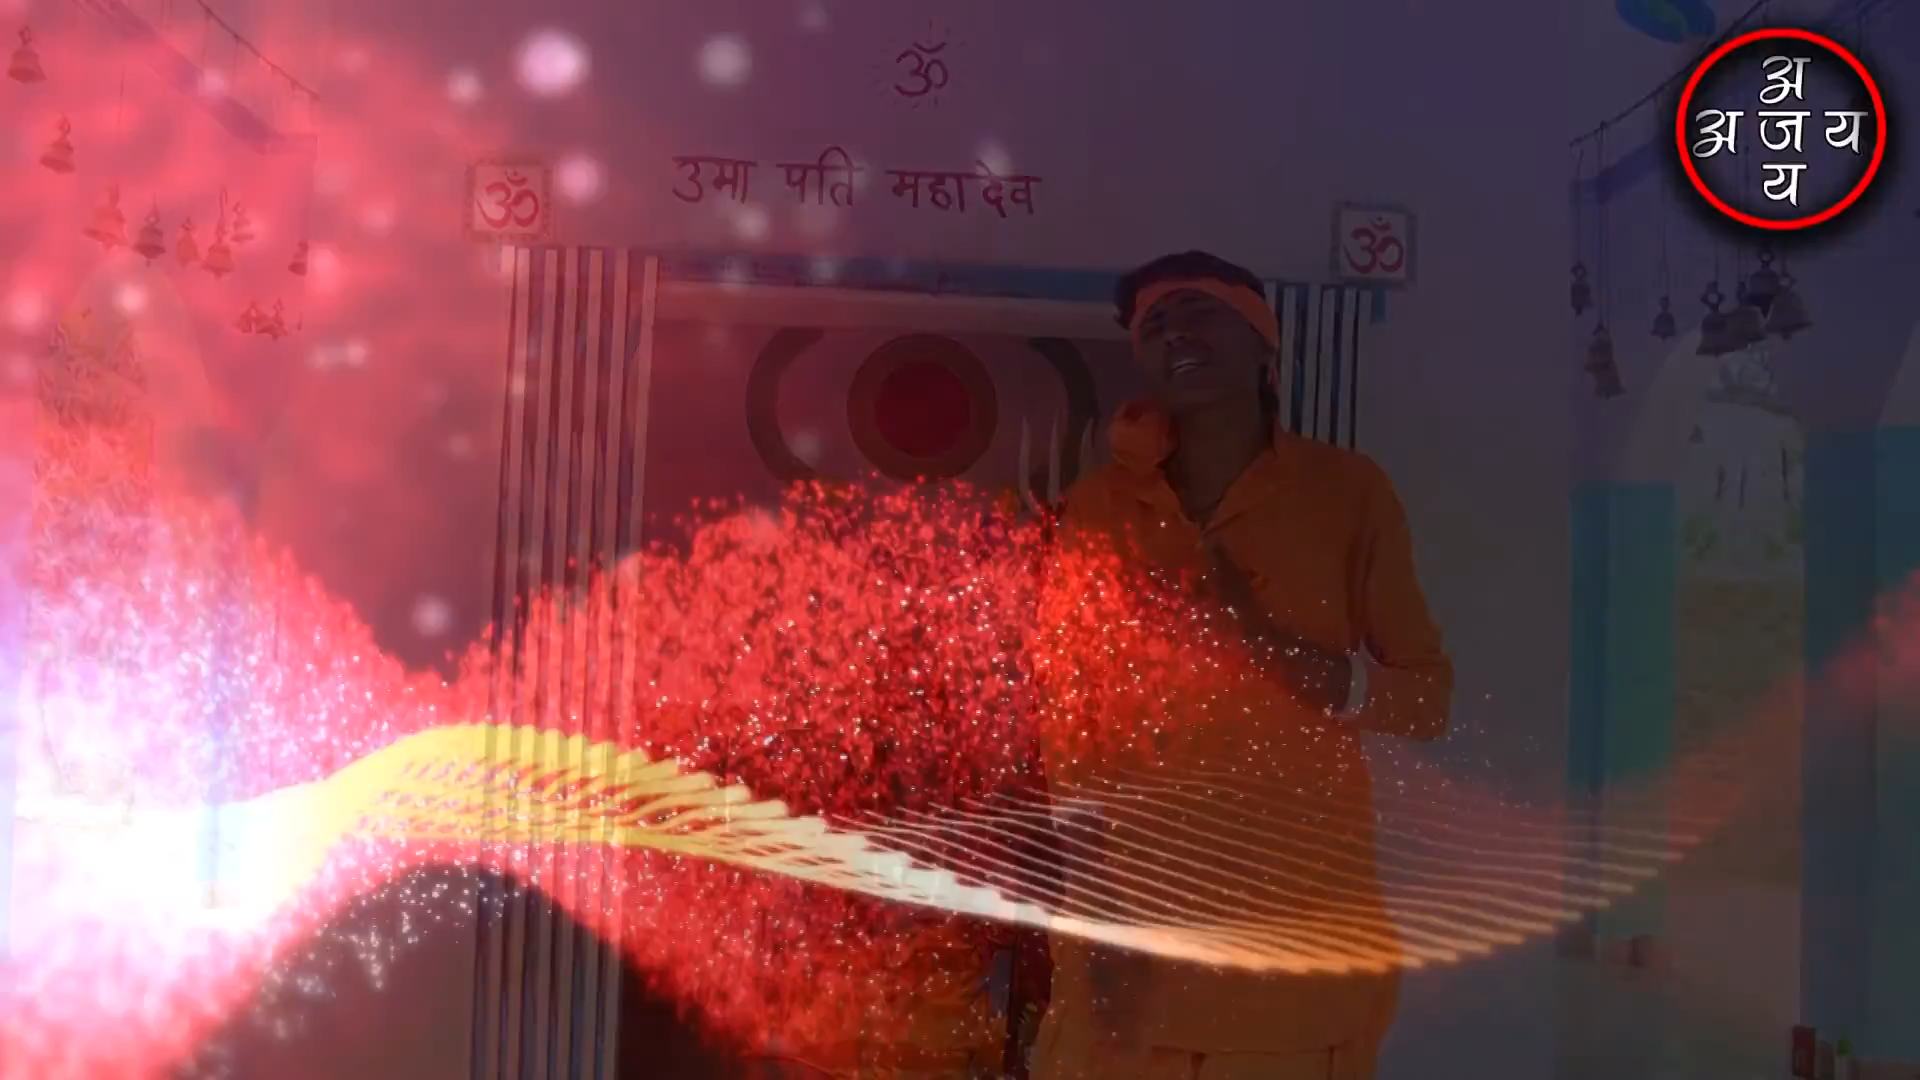 ॐ
उमा पति महादेव
ॐ
ॐ
अ
अ ज य
य